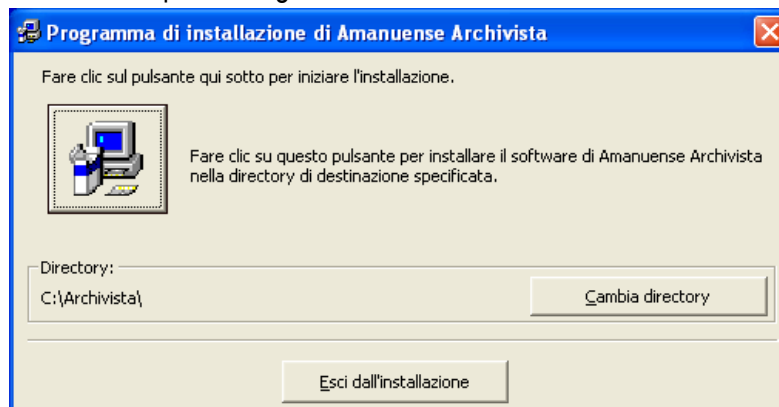 Programma di installazione di Amanuense Archivista
Fare clic sul pulsante qui sotto per iniziare l'installazione.
Fare clic su questo pulsante per installare il software di Amanuense Archivista
nella directory di destinazione specificata.
Directory:
C:\Archivista\
Cambia directory
Esci dall'installazione